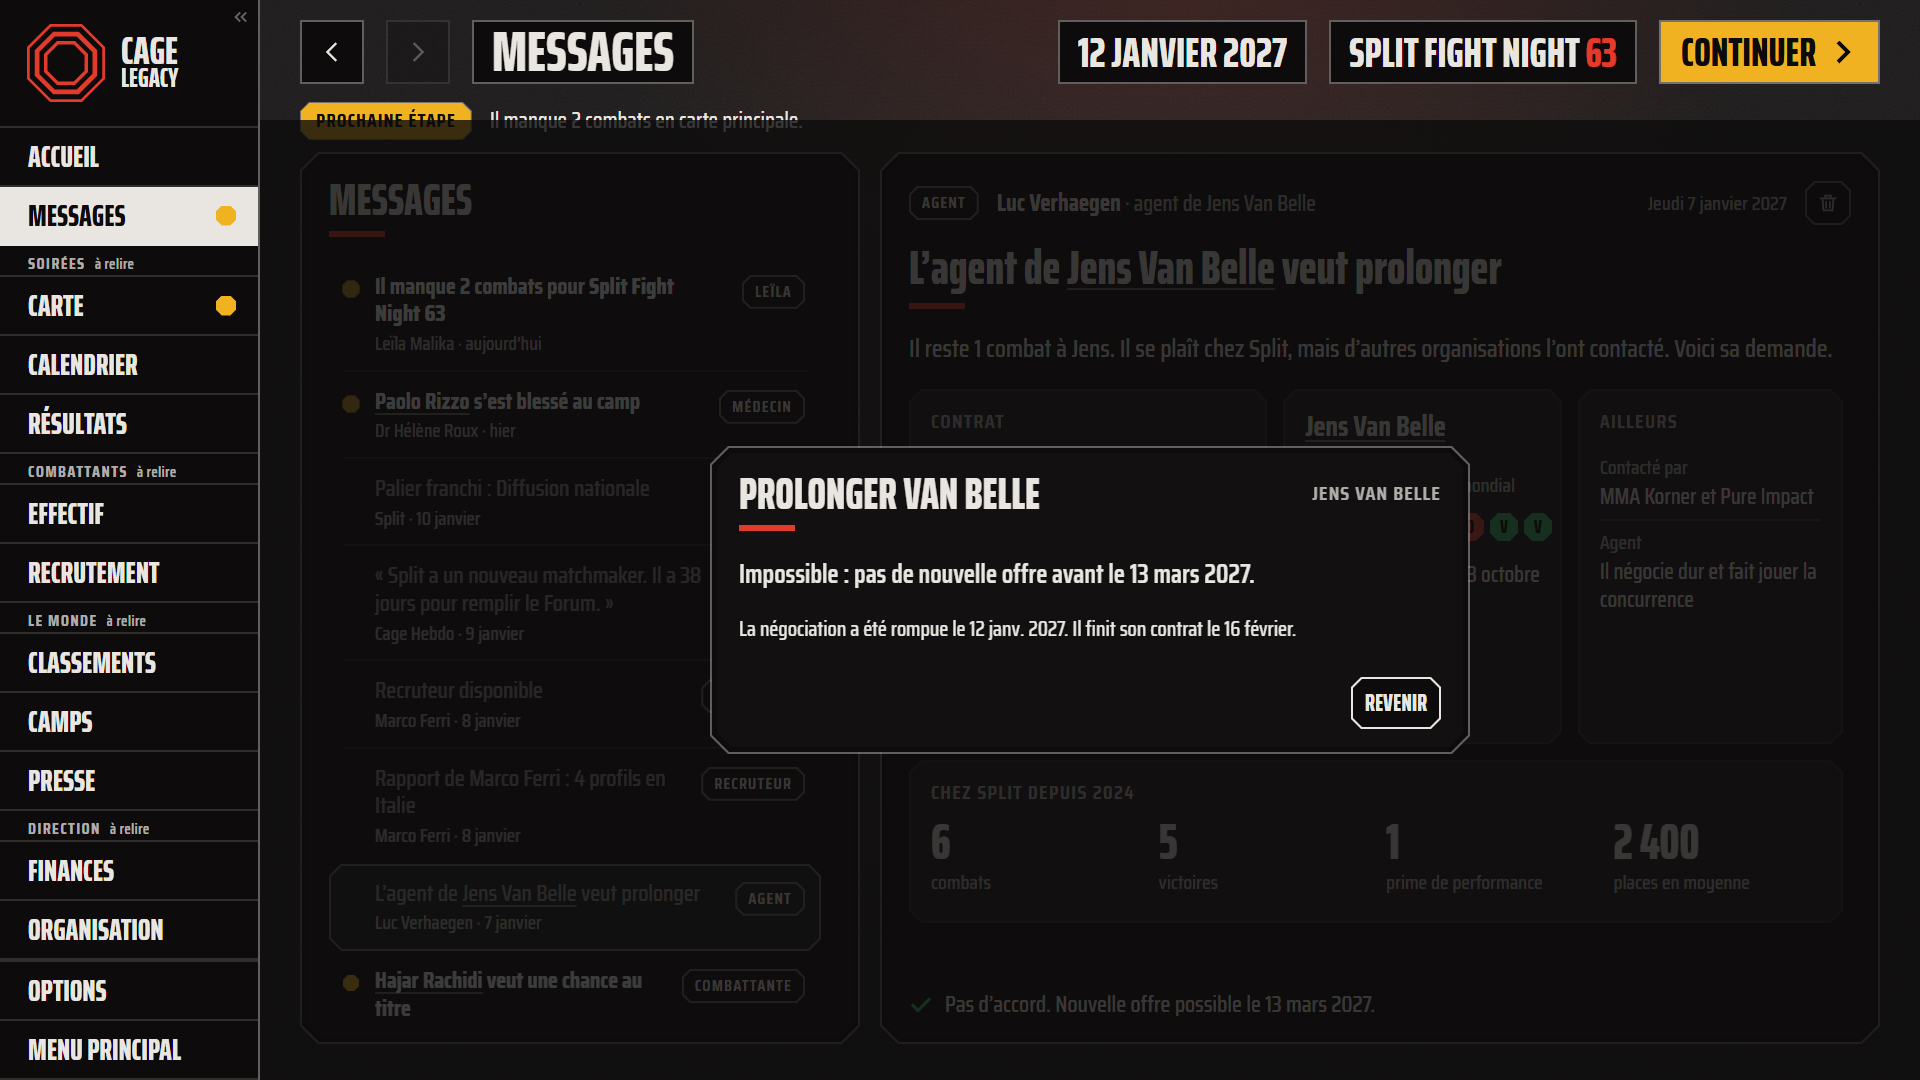 CAGE
LEGACY
MESSAGES
12 JANVIER 2027
SPLIT FIGHT NIGHT 63
CONTINUER
PROCHAINE ÉTAPE
Il manque 2 combats en carte principale.
ACCUEIL
MESSAGES
SOIRÉES à relire
CARTE
CALENDRIER
RÉSULTATS
COMBATTANTS à relire
EFFECTIF
RECRUTEMENT
LE MONDE à relire
CLASSEMENTS
CAMPS
PRESSE
DIRECTION à relire
FINANCES
ORGANISATION
OPTIONS
MENU PRINCIPAL
MESSAGES
Il manque 2 combats pour Split Fight
Night 63
LEÏLA
Leïla Malika · aujourd’hui
Paolo Rizzo s’est blessé au camp
MÉDECIN
Dr Hélène Roux · hier
Palier franchi : Diffusion nationale
Split · 10 janvier
« Split a un nouveau matchmaker. Il a 38
jours pour remplir le Forum. »
Cage Hebdo · 9 janvier
Recruteur disponible
Marco Ferri · 8 janvier
Rapport de Marco Ferri : 4 profils en
Italie
RECRUTEUR
Marco Ferri · 8 janvier
L’agent de Jens Van Belle veut prolonger
AGENT
Luc Verhaegen · 7 janvier
Hajar Rachidi veut une chance au
titre
COMBATTANTE
AGENT
Luc Verhaegen · agent de Jens Van Belle
Jeudi 7 janvier 2027
L’agent de Jens Van Belle veut prolonger
Il reste 1 combat à Jens. Il se plaît chez Split, mais d’autres organisations l’ont contacté. Voici sa demande.
CONTRAT
Jens Van Belle
V V
AILLEURS
Contacté par
MMA Korner et Pure Impact
Agent
Il négocie dur et fait jouer la
concurrence
PROLONGER VAN BELLE
JENS VAN BELLE
Impossible : pas de nouvelle offre avant le 13 mars 2027.
La négociation a été rompue le 12 janv. 2027. Il finit son contrat le 16 février.
REVENIR
CHEZ SPLIT DEPUIS 2024
6
combats
5
victoires
1
prime de performance
2 400
places en moyenne
Pas d’accord. Nouvelle offre possible le 13 mars 2027.